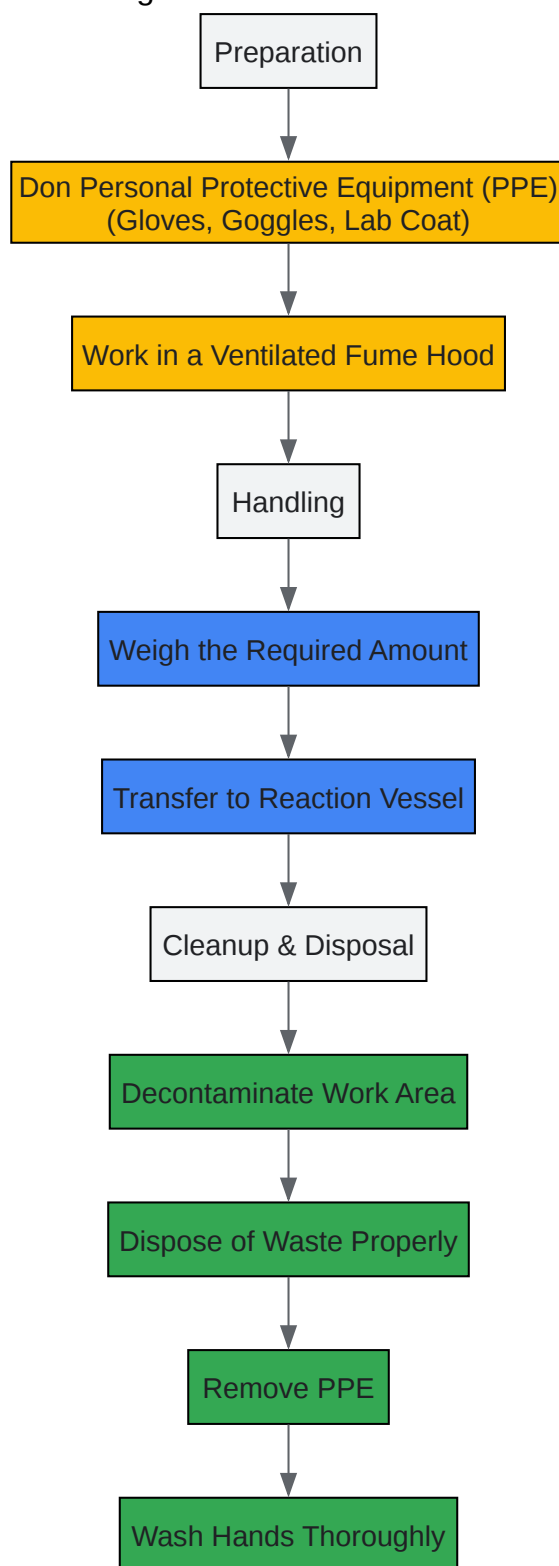 Preparation
Don Personal Protective Equipment (PPE)
(Gloves, Goggles, Lab Coat)
Work in a Ventilated Fume Hood
Handling
Weigh the Required Amount
Transfer to Reaction Vessel
Cleanup & Disposal
Decontaminate Work Area
Dispose of Waste Properly
Remove PPE
Wash Hands Thoroughly